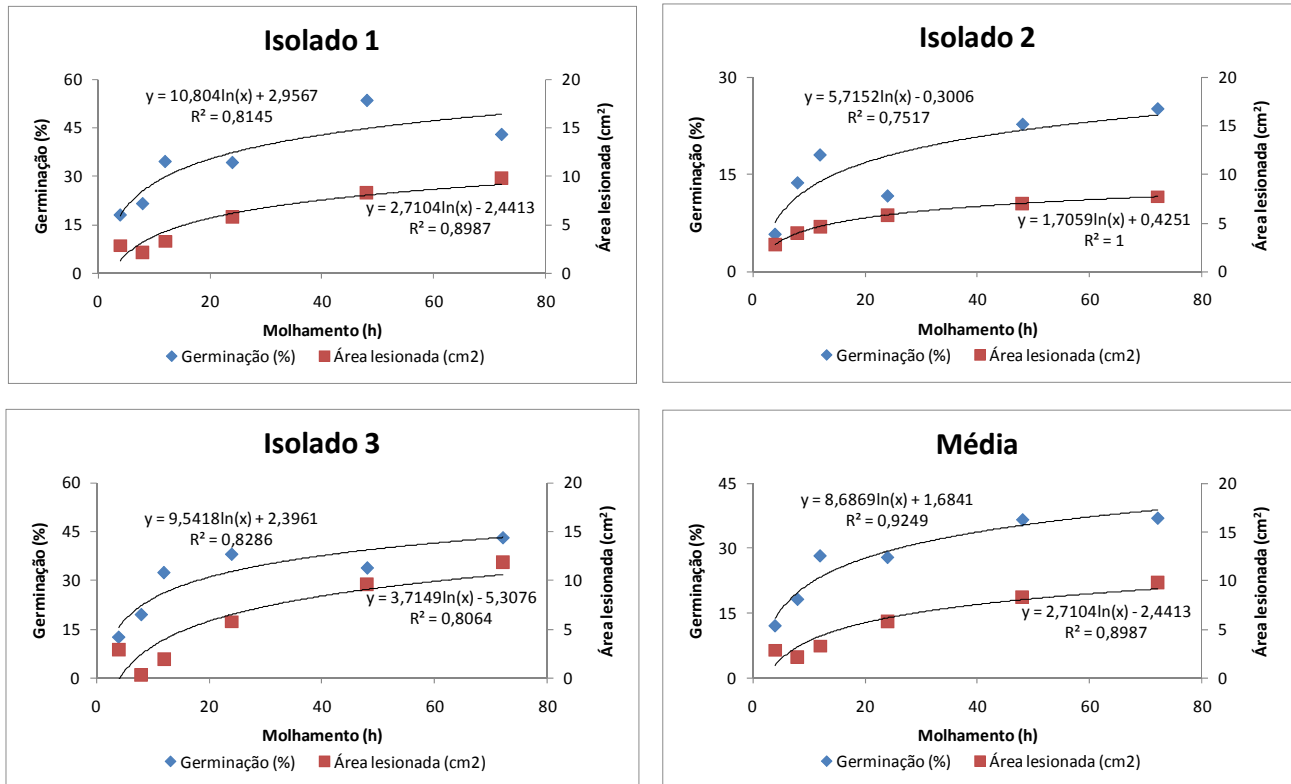 Isolado 1
60
45
30
15
0
20
15
10
5
0
0
20
40
60
80
Germinação (%)
Área lesionada (cm²)
y = 10,804ln(x) + 2,9567
R² = 0,8145
y = 2,7104ln(x) - 2,4413
R² = 0,8987
Molhamento (h)
Germinação (%)
Área lesionada (cm2)
Isolado 2
30
15
0
20
15
10
5
0
0
20
40
60
80
Germinação (%)
Área lesionada (cm²)
y = 5,7152ln(x) - 0,3006
R² = 0,7517
y = 1,7059ln(x) + 0,4251
R² = 1
Molhamento (h)
Germinação (%)
Área lesionada (cm2)
Isolado 3
60
45
30
15
0
20
15
10
5
0
0
20
40
60
80
Germinação (%)
Área lesionada (cm²)
y = 9,5418ln(x) + 2,3961
R² = 0,8286
y = 3,7149ln(x) - 5,3076
R² = 0,8064
Molhamento (h)
Germinação (%)
Área lesionada (cm2)
Média
45
30
15
0
20
15
10
5
0
0
20
40
60
80
Germinação (%)
Área lesionada (cm²)
y = 8,6869ln(x) + 1,6841
R² = 0,9249
y = 2,7104ln(x) - 2,4413
R² = 0,8987
Molhamento (h)
Germinação (%)
Área lesionada (cm2)